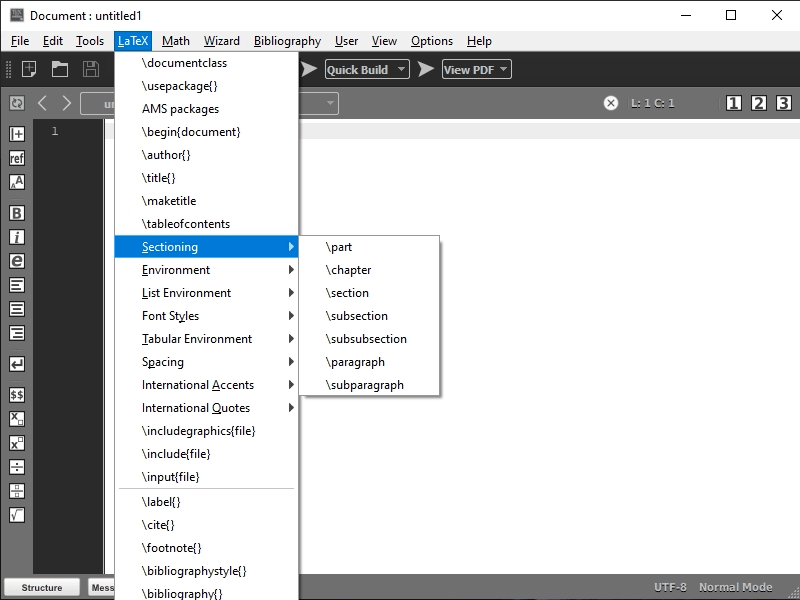 Document : untitled1
File Edit Tools LaTeX Math Wizard Bibliography User View Options Help
Quick Build View PDF
L: 1 C: 1 1 2 3
ref
1
\documentclass
\usepackage{}
AMS packages
\begin{document}
\author{}
\title{}
\maketitle
\tableofcontents
Sectioning
Environment
List Environment
Font Styles
Tabular Environment
Spacing
International Accents
International Quotes
\includegraphics{file}
\include{file}
\input{file}
\label{}
\cite{}
\footnote{}
\bibliographystyle{}
\bibliography{}
\part
\chapter
\section
\subsection
\subsubsection
\paragraph
\subparagraph
B
i
e
$$
Structure
UTF-8 Normal Mode